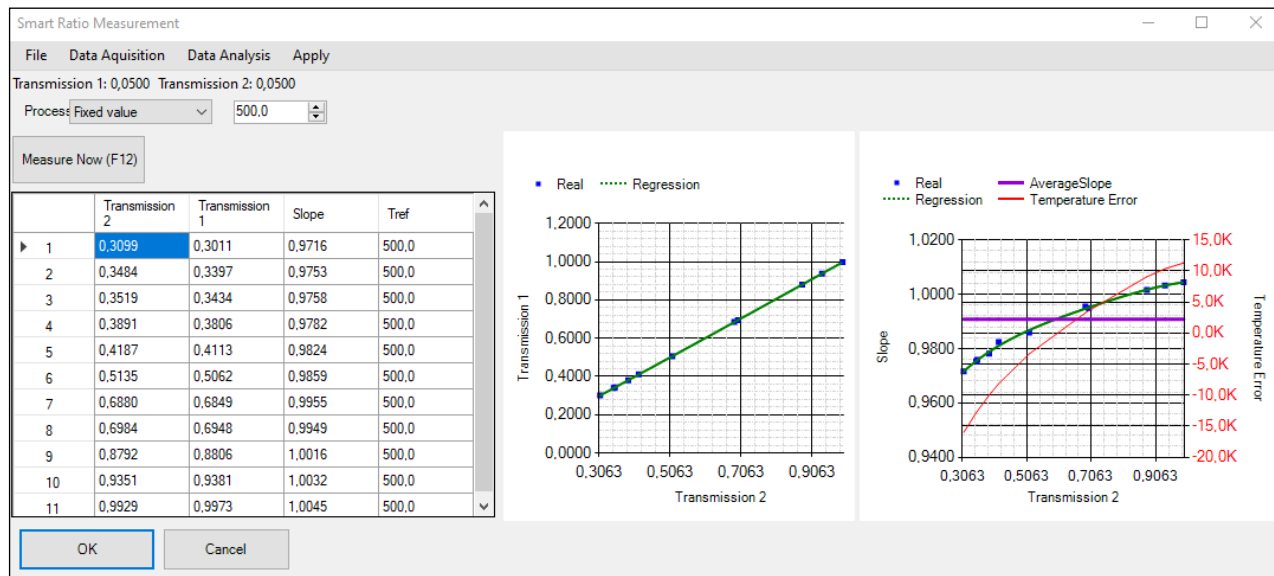 Smart Ratio Measurement
File Data Aquisition Data Analysis Apply
Transmission 1: 0,0500 Transmission 2: 0,0500
Process Fixed value 500,0
Measure Now (F12)
Transmission 2 Transmission 1 Slope Tref
1 0,3099 0,3011 0,9716 500,0
2 0,3484 0,3397 0,9753 500,0
3 0,3519 0,3434 0,9758 500,0
4 0,3891 0,3806 0,9782 500,0
5 0,4187 0,4113 0,9824 500,0
6 0,5135 0,5062 0,9859 500,0
7 0,6880 0,6849 0,9955 500,0
8 0,6984 0,6948 0,9949 500,0
9 0,8792 0,8806 1,0016 500,0
10 0,9351 0,9381 1,0032 500,0
11 0,9929 0,9973 1,0045 500,0
OK Cancel
Real Regression
Transmission 1
1,2000
1,0000
0,8000
0,6000
0,4000
0,2000
0,0000
0,3063 0,5063 0,7063 0,9063
Transmission 2
Real AverageSlope
Regression Temperature Error
Slope
1,0200
1,0000
0,9800
0,9600
0,9400
15,0K
10,0K
5,0K
0,0K
-5,0K
-10,0K
-15,0K
-20,0K
Temperature Error
0,3063 0,5063 0,7063 0,9063
Transmission 2